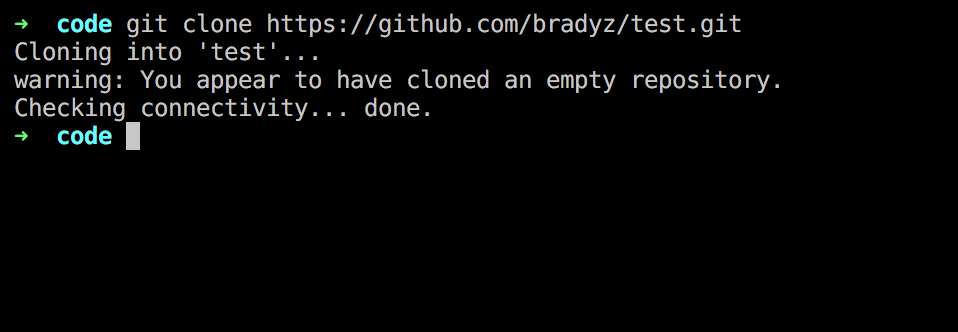 ➜  code git clone https://github.com/bradyz/test.git
Cloning into 'test'...
warning: You appear to have cloned an empty repository.
Checking connectivity... done.
➜  code